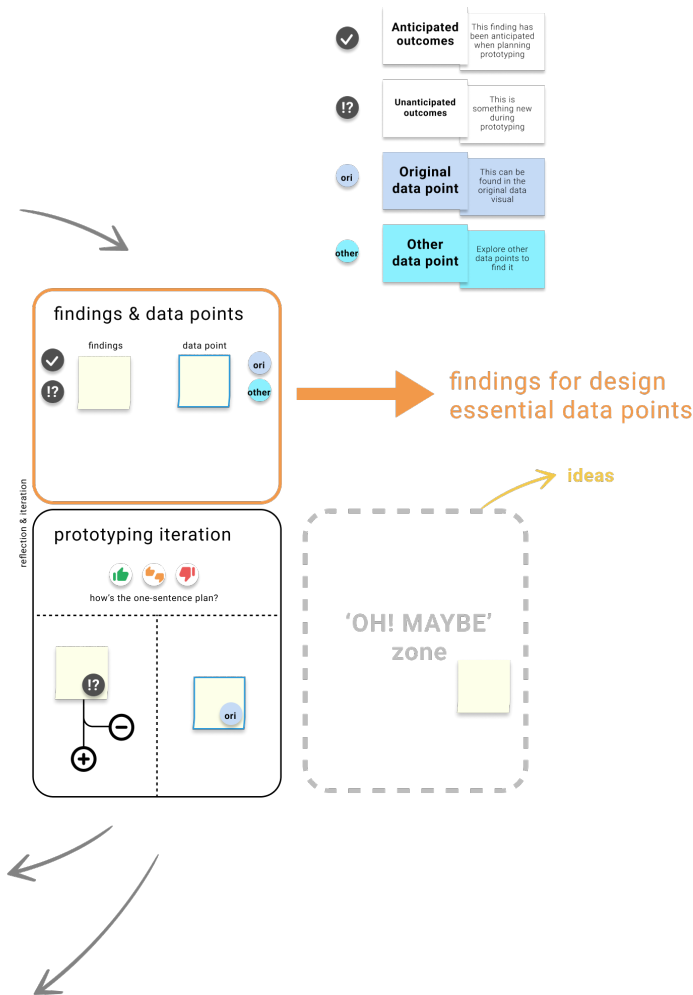 Anticipated
outcomes
This finding has
been anticipated
when planning
prototyping
!?
Unanticipated
outcomes
This is
something new
during
prototyping
ori
Original
data point
This can be
found in the
original data
visual
other
Other
data point
Explore other
data points to
find it
findings & data points
findings
data point
ori
!?
other
findings for design
essential data points
reflection & iteration
ideas
prototyping iteration
how's the one-sentence plan?
!?
ori
'OH! MAYBE'
zone